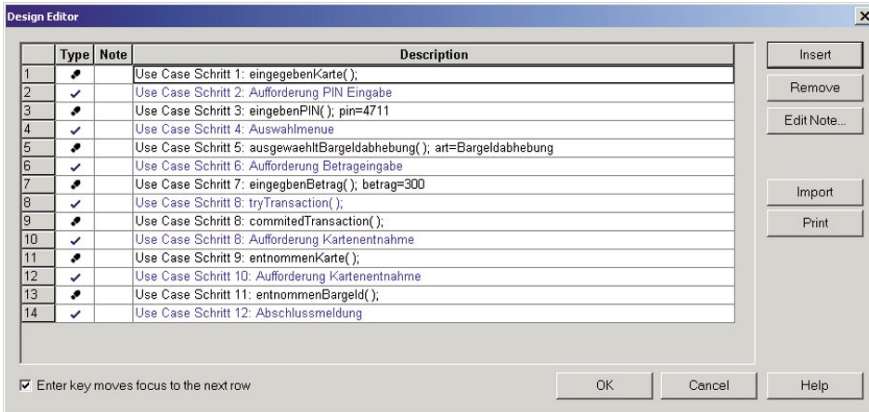 Design Editor
Type Note Description
1 Use Case Schritt 1: eingegebenKarte( );
2 Use Case Schritt 2: Aufforderung PIN Eingabe
3 Use Case Schritt 3: eingebenPIN( ); pin=4711
4 Use Case Schritt 4: Auswahlmenue
5 Use Case Schritt 5: ausgewaehltBargeldabhebung( ); art=Bargeldabhebung
6 Use Case Schritt 6: Aufforderung Betrageingabe
7 Use Case Schritt 7: eingegbenBetrag( ); betrag=300
8 Use Case Schritt 8: tryTransaction( );
9 Use Case Schritt 8: commitedTransaction( );
10 Use Case Schritt 8: Aufforderung Kartenentnahme
11 Use Case Schritt 9: entnommenKarte( );
12 Use Case Schritt 10: Aufforderung Kartenentnahme
13 Use Case Schritt 11: entnommenBargeld( );
14 Use Case Schritt 12: Abschlussmeldung
Insert
Remove
Edit Note...
Import
Print
Enter key moves focus to the next row
OK Cancel Help